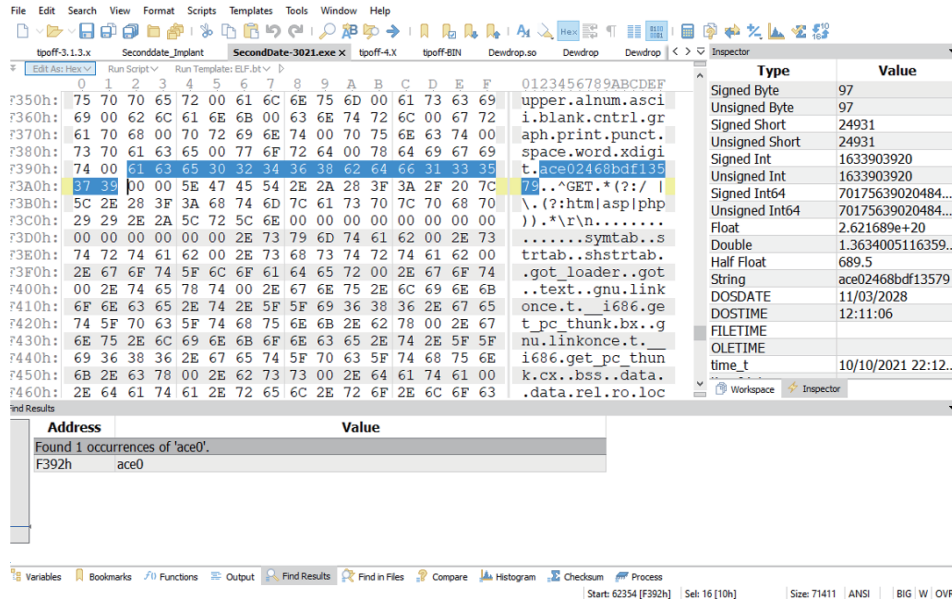 File Edit Search View Format Scripts Templates Tools Window Help
tipoff-3.1.3.x Seconddate_Implant SecondDate-3021.exe × tipoff-4.X tipoff-BIN Dewdrop.so Dewdrop Dewdrop Inspector
Edit As: Hex Run Script Run Template: ELF.bt
0 1 2 3 4 5 6 7 8 9 A B C D E F 0123456789ABCDEF
F350h: 75 70 70 65 72 00 61 6C 6E 75 6D 00 61 73 63 69 upper.alnum.asci
F360h: 69 00 62 6C 61 6E 6B 00 63 6E 74 72 6C 00 67 72 i.blank.cntrl.gr
F370h: 61 70 68 00 70 72 69 6E 74 00 70 75 6E 63 74 00 aph.print.punct.
F380h: 73 70 61 63 65 00 77 6F 72 64 00 78 64 69 67 69 space.word.xdigi
F390h: 74 00 61 63 65 30 32 34 36 38 62 64 66 31 33 35 t.ace02468bdf135
F3A0h: 37 39 00 00 5E 47 45 54 2E 2A 28 3F 3A 2F 20 7C 79..^GET.*(?:/ |
F3B0h: 5C 2E 28 3F 3A 68 74 6D 7C 61 73 70 7C 70 68 70 \.(?:htm|asp|php
F3C0h: 29 29 2E 2A 5C 72 5C 6E 00 00 00 00 00 00 00 00 )).*\r\n........
F3D0h: 00 00 00 00 00 00 2E 73 79 6D 74 61 62 00 2E 73 .......symtab..s
F3E0h: 74 72 74 61 62 00 2E 73 68 73 74 72 74 61 62 00 trtab..shstrtab.
F3F0h: 2E 67 6F 74 5F 6C 6F 61 64 65 72 00 2E 67 6F 74 .got_loader..got
F400h: 00 2E 74 65 78 74 00 2E 67 6E 75 2E 6C 69 6E 6B ..text..gnu.link
F410h: 6F 6E 63 65 2E 74 2E 5F 5F 69 36 38 36 2E 67 65 once.t.__i686.ge
F420h: 74 5F 70 63 5F 74 68 75 6E 6B 2E 62 78 00 2E 67 t_pc_thunk.bx..g
F430h: 6E 75 2E 6C 69 6E 6B 6F 6E 63 65 2E 74 2E 5F 5F nu.linkonce.t.__
F440h: 69 36 38 36 2E 67 65 74 5F 70 63 5F 74 68 75 6E i686.get_pc_thun
F450h: 6B 2E 63 78 00 2E 62 73 73 00 2E 64 61 74 61 00 k.cx..bss..data.
F460h: 2E 64 61 74 61 2E 72 65 6C 2E 72 6F 2E 6C 6F 63 .data.rel.ro.loc
Type Value
Signed Byte 97
Unsigned Byte 97
Signed Short 24931
Unsigned Short 24931
Signed Int 1633903920
Unsigned Int 1633903920
Signed Int64 70175639020484...
Unsigned Int64 70175639020484...
Float 2.621689e+20
Double 1.3634005116359...
Half Float 689.5
String ace02468bdf13579
DOSDATE 11/03/2028
DOSTIME 12:11:06
FILETIME
OLETIME
time_t 10/10/2021 22:12...
Workspace Inspector
Find Results
Address Value
Found 1 occurrences of 'ace0'.
F392h ace0
Variables Bookmarks f() Functions Output Find Results Find in Files Compare Histogram Checksum Process
Start: 62354 [F392h] Sel: 16 [10h] Size: 71411 ANSI BIG W OVR